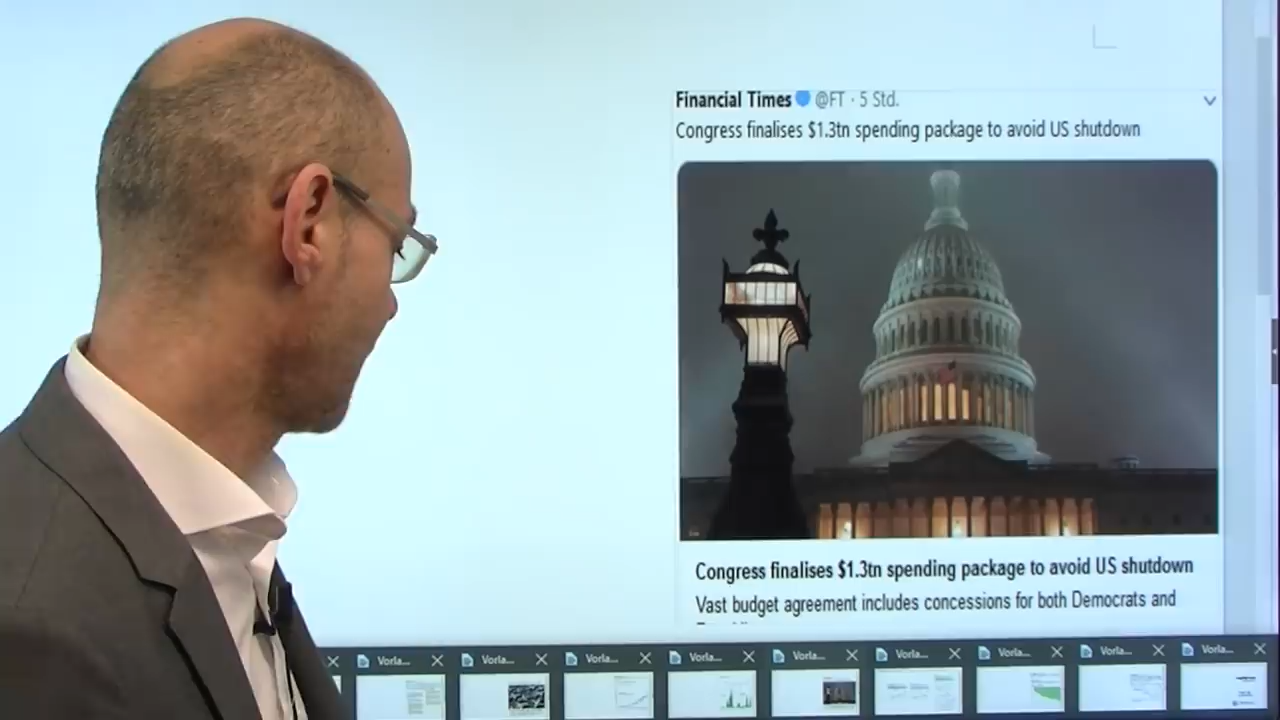 Financial Times @FT · 5 Std.
Congress finalises $1.3tn spending package to avoid US shutdown
Congress finalises $1.3tn spending package to avoid US shutdown
Vast budget agreement includes concessions for both Democrats and
Vorla... Vorla... Vorla... Vorla... Vorla... Vorla... Vorla... Vorla... Vorla...